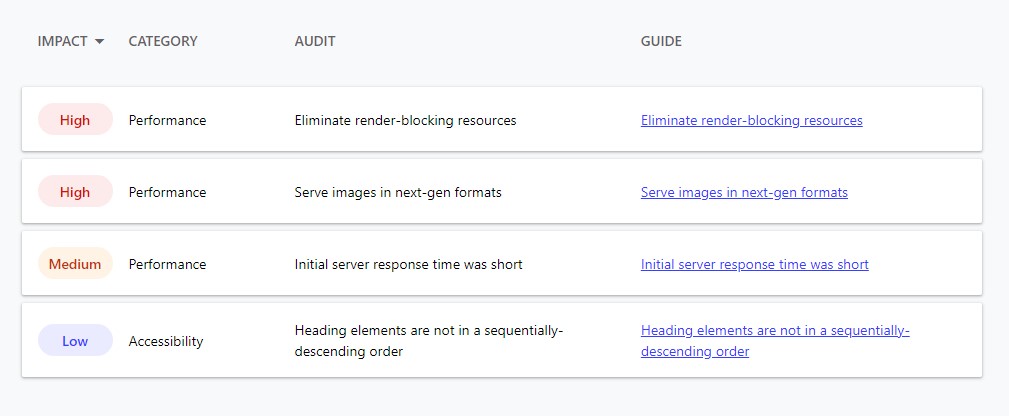 IMPACT CATEGORY AUDIT GUIDE
High Performance Eliminate render-blocking resources Eliminate render-blocking resources
High Performance Serve images in next-gen formats Serve images in next-gen formats
Medium Performance Initial server response time was short Initial server response time was short
Low Accessibility Heading elements are not in a sequentially- Heading elements are not in a sequentially-
descending order descending order